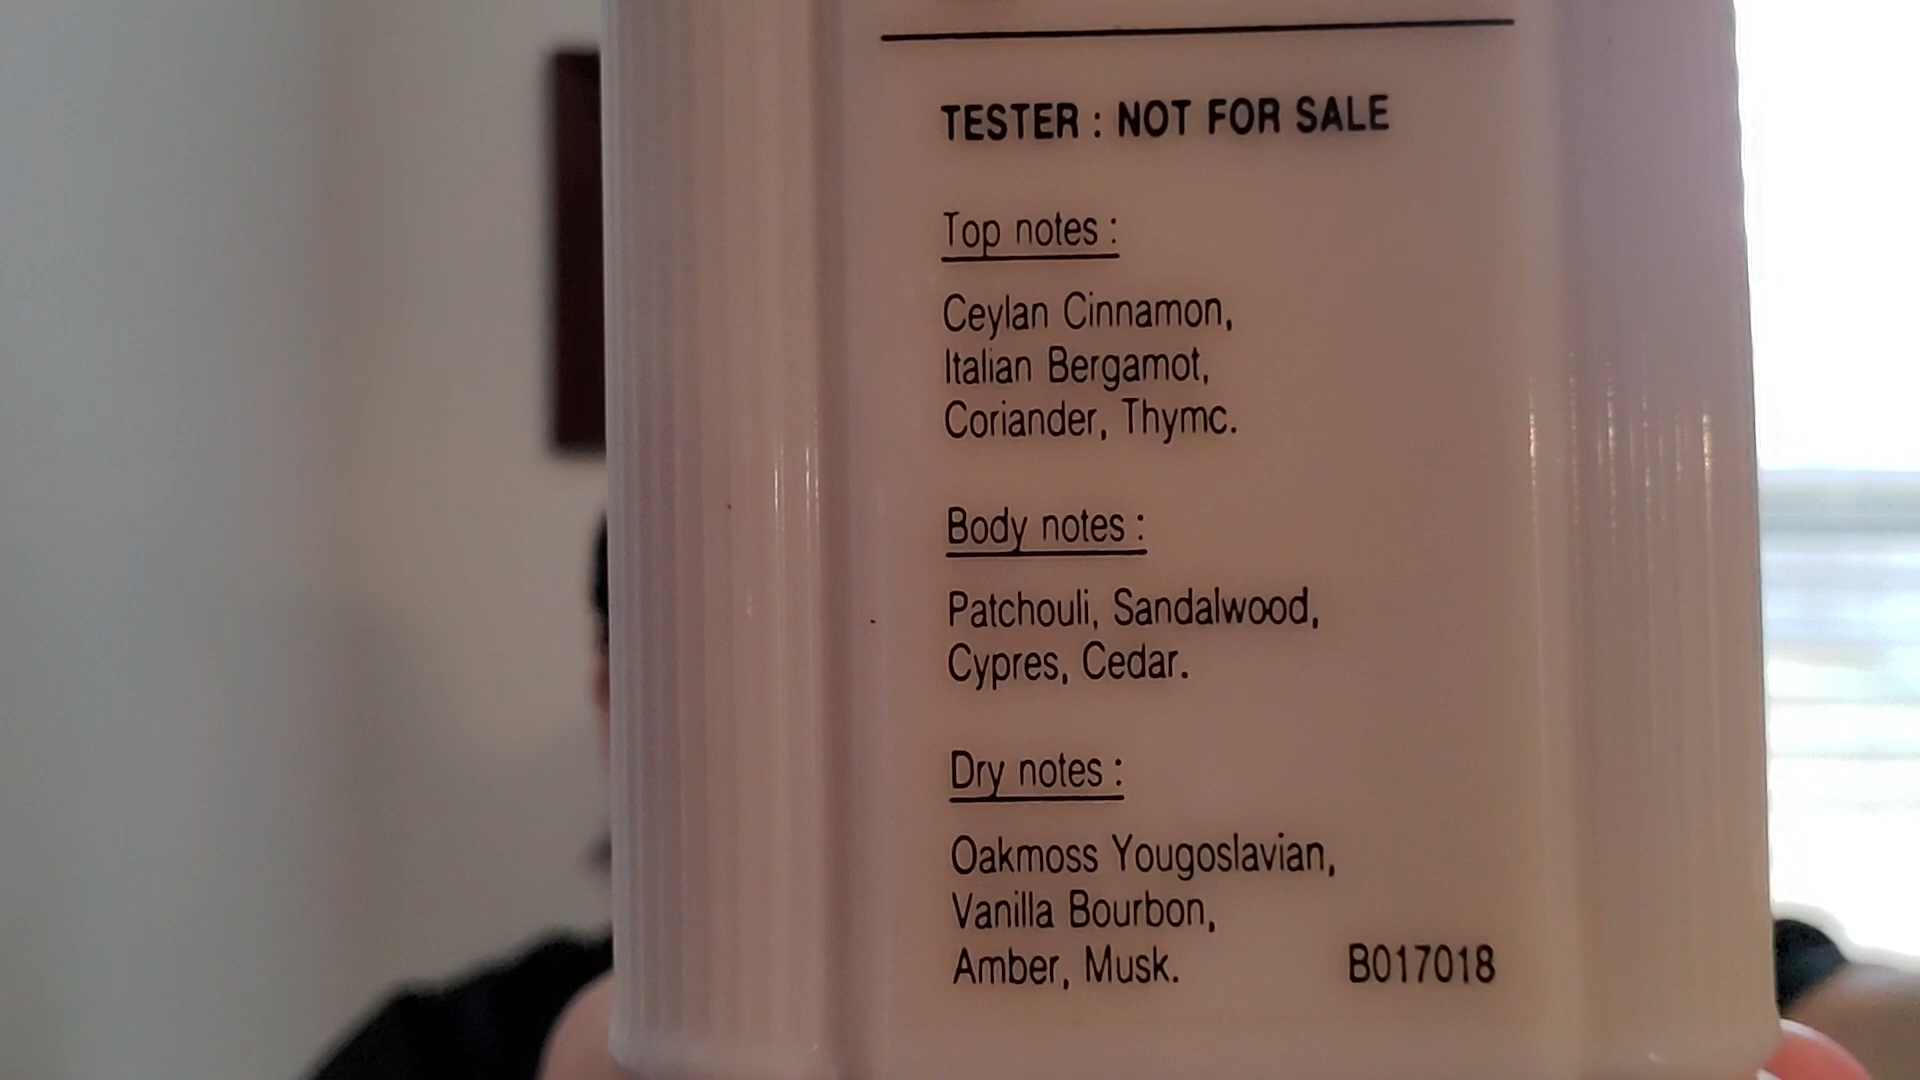 TESTER : NOT FOR SALE
Top notes :
Ceylan Cinnamon,
Italian Bergamot,
Coriander, Thymc.
Body notes :
Patchouli, Sandalwood,
Cypres, Cedar.
Dry notes :
Oakmoss Yougoslavian,
Vanilla Bourbon,
Amber, Musk. B017018